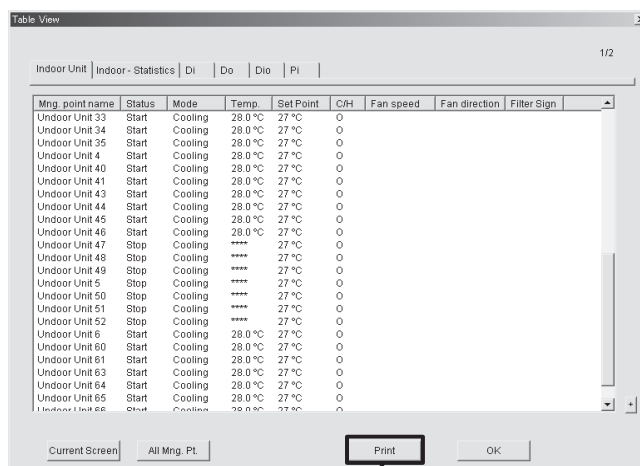 Table View
1/2
Indoor Unit Indoor - Statistics Di Do Dio Pi
Mng. point name Status Mode Temp. Set Point C/H Fan speed Fan direction Filter Sign
Undoor Unit 33 Start Cooling 28.0 °C 27 °C O
Undoor Unit 34 Start Cooling 28.0 °C 27 °C O
Undoor Unit 35 Start Cooling 28.0 °C 27 °C O
Undoor Unit 4 Start Cooling 28.0 °C 27 °C O
Undoor Unit 40 Start Cooling 28.0 °C 27 °C O
Undoor Unit 41 Start Cooling 28.0 °C 27 °C O
Undoor Unit 43 Start Cooling 28.0 °C 27 °C O
Undoor Unit 44 Start Cooling 28.0 °C 27 °C O
Undoor Unit 45 Start Cooling 28.0 °C 27 °C O
Undoor Unit 46 Start Cooling 28.0 °C 27 °C O
Undoor Unit 47 Stop Cooling **** 27 °C O
Undoor Unit 48 Stop Cooling **** 27 °C O
Undoor Unit 49 Stop Cooling **** 27 °C O
Undoor Unit 5 Stop Cooling **** 27 °C O
Undoor Unit 50 Stop Cooling **** 27 °C O
Undoor Unit 51 Stop Cooling **** 27 °C O
Undoor Unit 52 Stop Cooling **** 27 °C O
Undoor Unit 6 Start Cooling 28.0 °C 27 °C O
Undoor Unit 60 Start Cooling 28.0 °C 27 °C O
Undoor Unit 61 Start Cooling 28.0 °C 27 °C O
Undoor Unit 63 Start Cooling 28.0 °C 27 °C O
Undoor Unit 64 Start Cooling 28.0 °C 27 °C O
Undoor Unit 65 Start Cooling 28.0 °C 27 °C O
Undoor Unit 66 Start Cooling 28.0 °C 27 °C O
+
Current Screen All Mng. Pt. Print OK